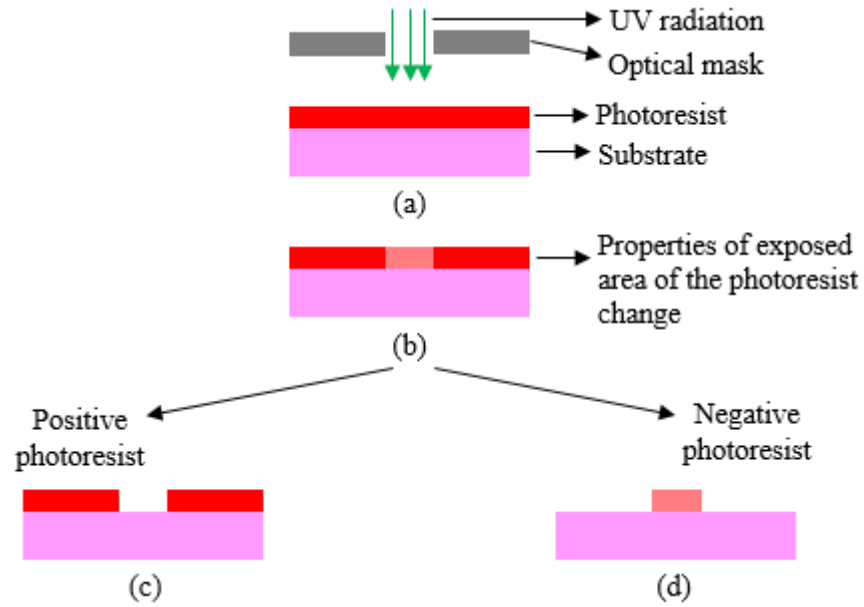 UV radiation
Optical mask
Photoresist
Substrate
(a)
Properties of exposed
area of the photoresist
change
(b)
Positive
photoresist
Negative
photoresist
(c)
(d)